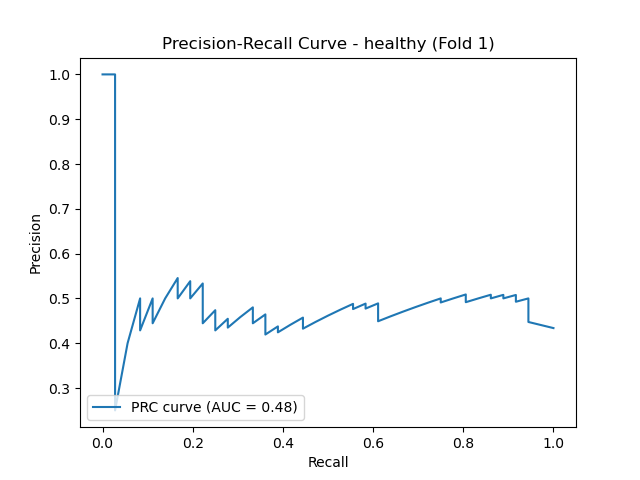 Precision-Recall Curve - healthy (Fold 1)
Precision
1.0
0.9
0.8
0.7
0.6
0.5
0.4
0.3
PRC curve (AUC = 0.48)
0.0 0.2 0.4 0.6 0.8 1.0
Recall